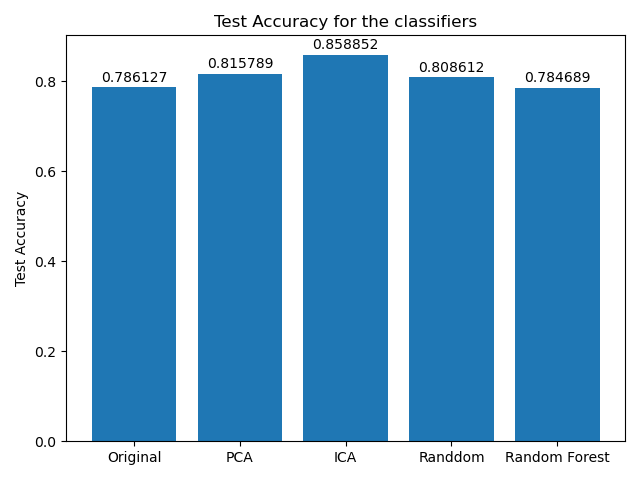 Test Accuracy for the classifiers
0.786127
0.815789
0.858852
0.808612
0.784689
Test Accuracy
0.8
0.6
0.4
0.2
0.0
Original
PCA
ICA
Randdom
Random Forest